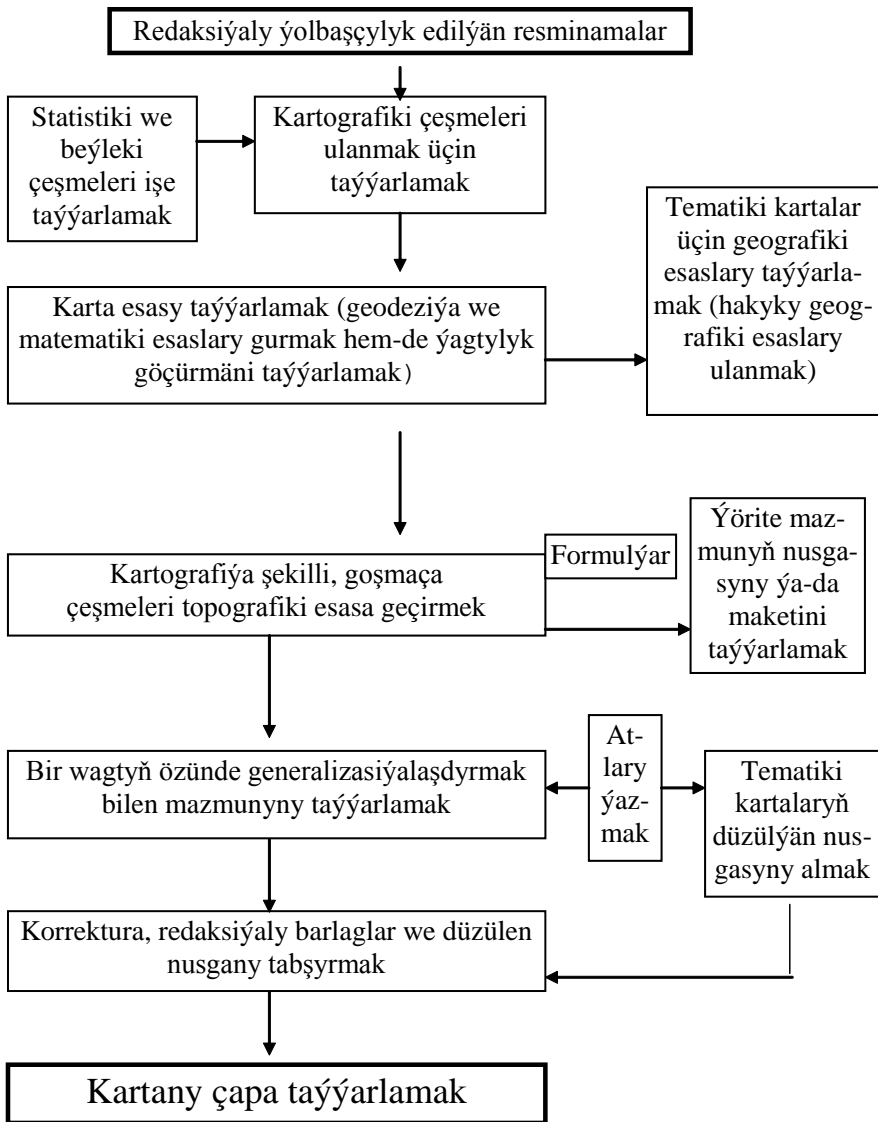 Redaksiýaly ýolbaşçylyk edilýän resminamalar
Statistiki we
beýleki
çeşmeleri işe
taýýarlamak
Kartografiki çeşmeleri
ulanmak üçin
taýýarlamak
Tematiki kartalar
üçin geografiki
esaslary taýýarla-
mak (hakyky geog-
rafiki esaslary
ulanmak)
Karta esasy taýýarlamak (geodeziýa we
matematiki esaslary gurmak hem-de ýagtylyk
göçürmäni taýýarlamak)
Formulýar
Ýörite maz-
munyň nusga-
syny ýa-da
maketini
taýýarlamak
Kartografiýa şekilli, goşmaça
çeşmeleri topografiki esasa geçirmek
Bir wagtyň özünde generalizasiýalaşdyrmak
bilen mazmunyny taýýarlamak
At-
lary
ýaz-
mak
Tematiki
kartalaryň
düzülýän nus-
gasyny almak
Korrektura, redaksiýaly barlaglar we düzülen
nusgany tabşyrmak
Kartany çapa taýýarlamak